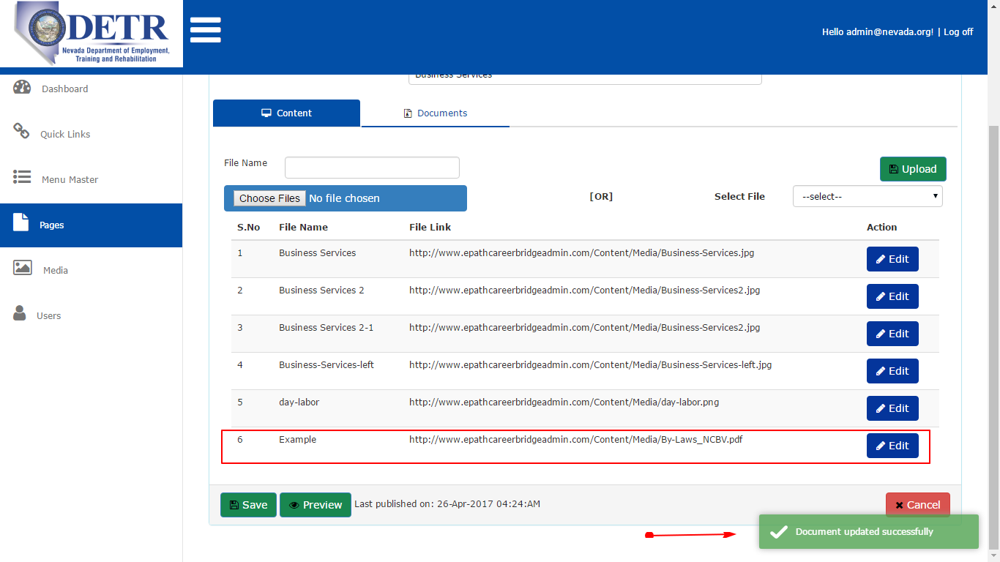 DETR
Nevada Department of Employment,
Training and Rehabilitation
Hello admin@nevada.org! | Log off
Dashboard
Quick Links
Menu Master
Pages
Media
Users
Business Services
Content Documents
File Name
Upload
Choose Files No file chosen [OR] Select File --select--
S.No File Name File Link Action
1 Business Services http://www.epathcareerbridgeadmin.com/Content/Media/Business-Services.jpg Edit
2 Business Services 2 http://www.epathcareerbridgeadmin.com/Content/Media/Business-Services2.jpg Edit
3 Business Services 2-1 http://www.epathcareerbridgeadmin.com/Content/Media/Business-Services2.jpg Edit
4 Business-Services-left http://www.epathcareerbridgeadmin.com/Content/Media/Business-Services-left.jpg Edit
5 day-labor http://www.epathcareerbridgeadmin.com/Content/Media/day-labor.png Edit
6 Example http://www.epathcareerbridgeadmin.com/Content/Media/By-Laws_NCBV.pdf Edit
Save Preview Last published on: 26-Apr-2017 04:24:AM Cancel
Document updated successfully